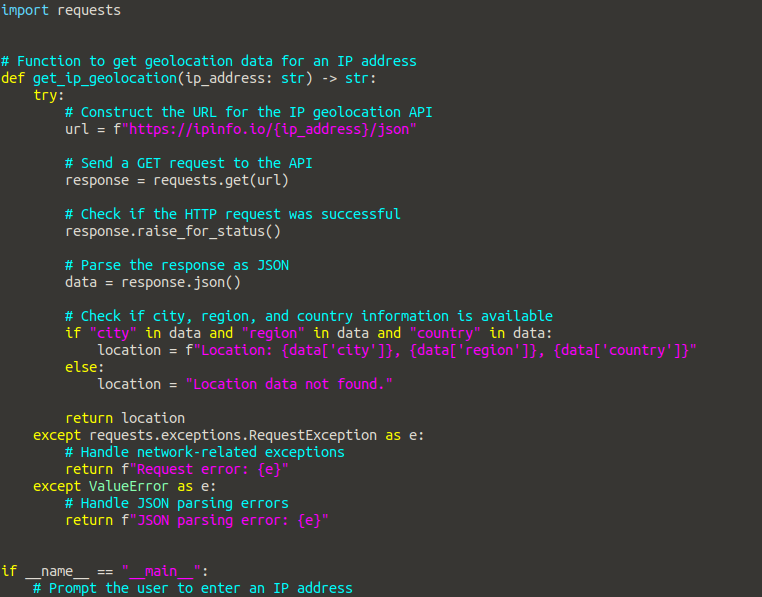 import requests
# Function to get geolocation data for an IP address
def get_ip_geolocation(ip_address: str) -> str:
    try:
        # Construct the URL for the IP geolocation API
        url = f"https://ipinfo.io/{ip_address}/json"
        # Send a GET request to the API
        response = requests.get(url)
        # Check if the HTTP request was successful
        response.raise_for_status()
        # Parse the response as JSON
        data = response.json()
        # Check if city, region, and country information is available
        if "city" in data and "region" in data and "country" in data:
            location = f"Location: {data['city']}, {data['region']}, {data['country']}"
        else:
            location = "Location data not found."
        return location
    except requests.exceptions.RequestException as e:
        # Handle network-related exceptions
        return f"Request error: {e}"
    except ValueError as e:
        # Handle JSON parsing errors
        return f"JSON parsing error: {e}"
if __name__ == "__main__":
    # Prompt the user to enter an IP address